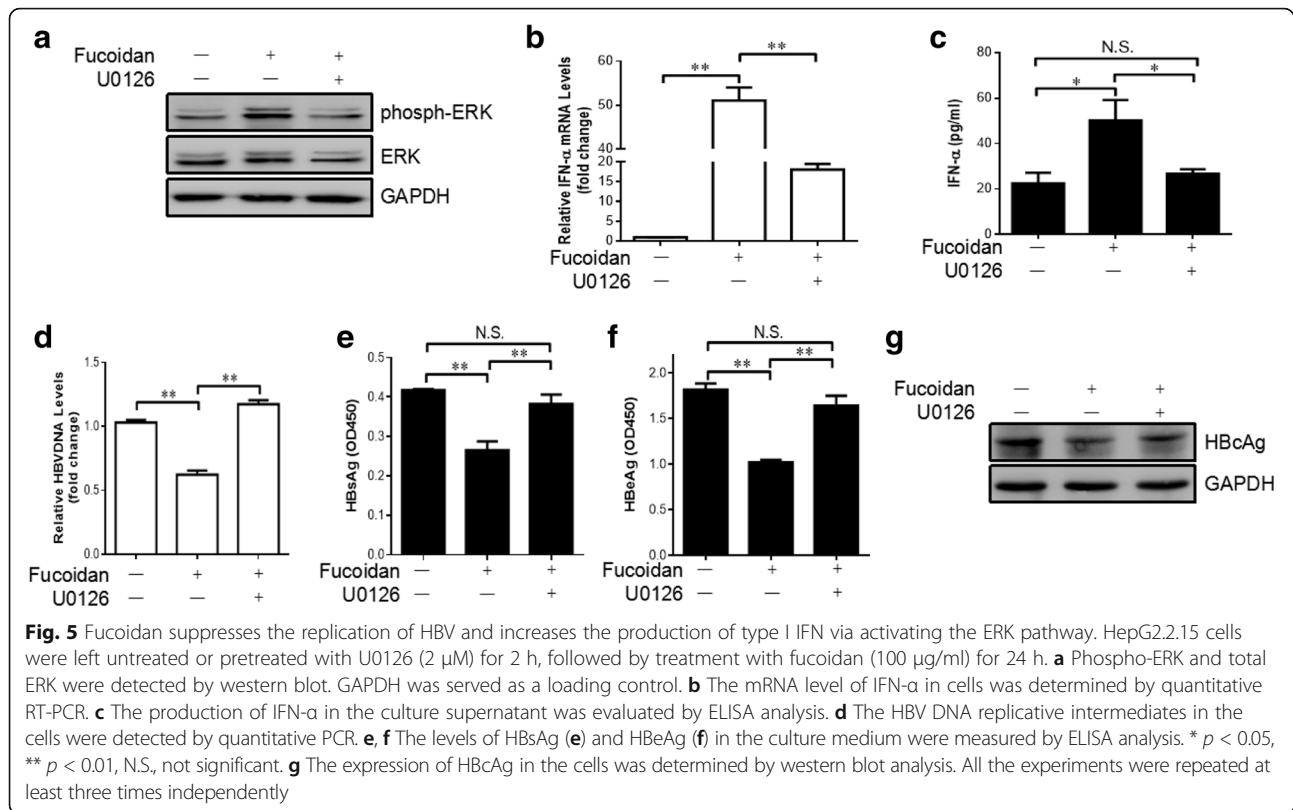 a
Fucoidan — + +
U0126 — — +
phosph-ERK
ERK
GAPDH
b
Relative IFN-α mRNA Levels
(fold change)
60
50
40
20
15
10
5
0
** **
Fucoidan — + +
U0126 — — +
c
IFN-α (pg/ml)
80
60
40
20
0
N.S.
* *
Fucoidan — + +
U0126 — — +
d
Relative HBVDNA Levels
(fold change)
1.5
1.0
0.5
0.0
** **
Fucoidan — + +
U0126 — — +
e
HBsAg (OD450)
0.4
0.4
0.3
0.2
0.1
0.0
N.S.
** **
Fucoidan — + +
U0126 — — +
f
HBeAg (OD450)
2.0
1.5
1.0
0.5
0.0
N.S.
** **
Fucoidan — + +
U0126 — — +
g
Fucoidan — + +
U0126 — — +
HBcAg
GAPDH
Fig. 5 Fucoidan suppresses the replication of HBV and increases the production of type I IFN via activating the ERK pathway. HepG2.2.15 cells
were left untreated or pretreated with U0126 (2 μM) for 2 h, followed by treatment with fucoidan (100 μg/ml) for 24 h. a Phospho-ERK and total
ERK were detected by western blot. GAPDH was served as a loading control. b The mRNA level of IFN-α in cells was determined by quantitative
RT-PCR. c The production of IFN-α in the culture supernatant was evaluated by ELISA analysis. d The HBV DNA replicative intermediates in the
cells were detected by quantitative PCR. e, f The levels of HBsAg (e) and HBeAg (f) in the culture medium were measured by ELISA analysis. * p < 0.05,
** p < 0.01, N.S., not significant. g The expression of HBcAg in the cells was determined by western blot analysis. All the experiments were repeated at
least three times independently